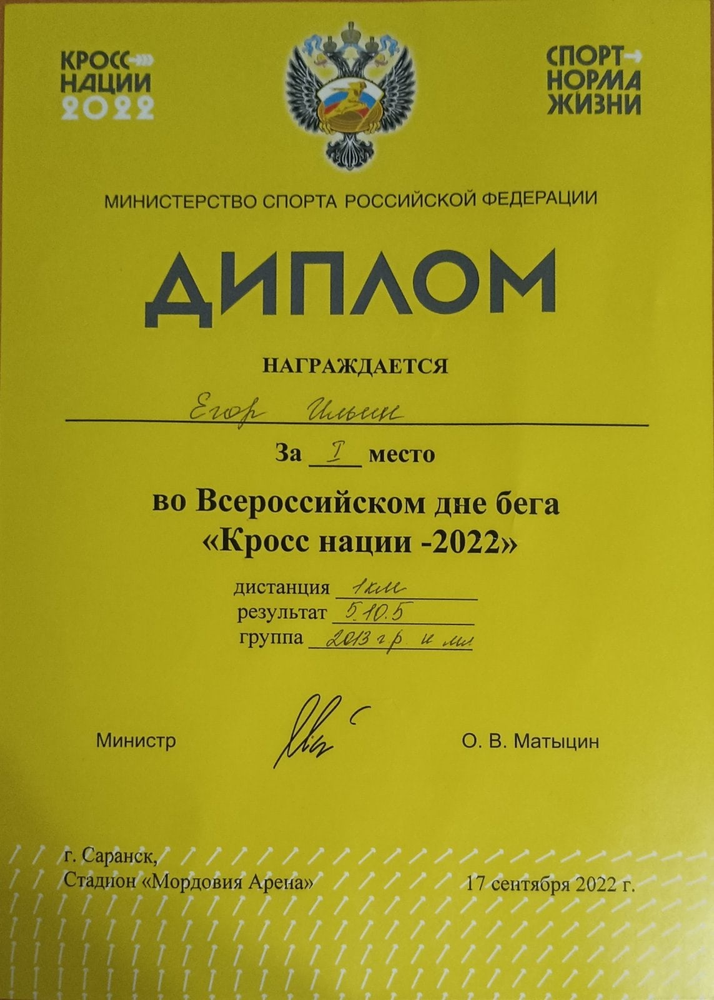 КРОСС
НАЦИИ
2022
СПОРТ
НОРМА
ЖИЗНИ
МИНИСТЕРСТВО СПОРТА РОССИЙСКОЙ ФЕДЕРАЦИИ
ДИПЛОМ
НАГРАЖДАЕТСЯ
Егор Ильин
За I место
во Всероссийском дне бега
«Кросс нации -2022»
дистанция 1км
результат 5.10.5
группа 2013 г.р. и мл
Министр О. В. Матыцин
г. Саранск,
Стадион «Мордовия Арена» 17 сентября 2022 г.